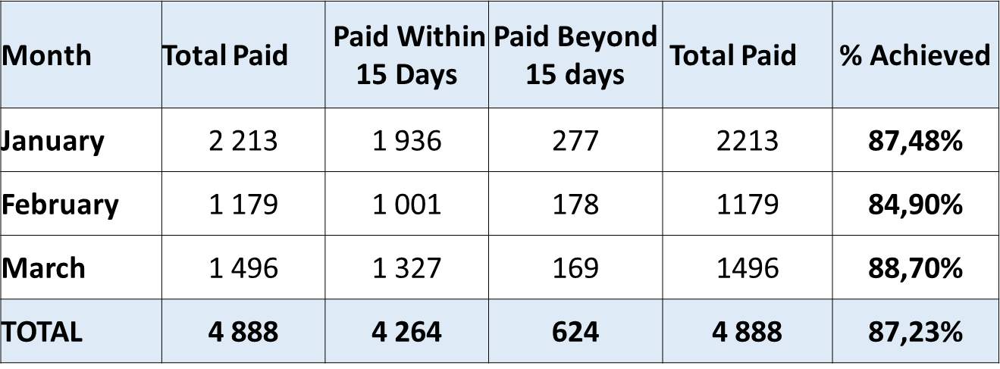 Month Total Paid Paid Within 15 Days Paid Beyond 15 days Total Paid % Achieved
January 2 213 1 936 277 2213 87,48%
February 1 179 1 001 178 1179 84,90%
March 1 496 1 327 169 1496 88,70%
TOTAL 4 888 4 264 624 4 888 87,23%